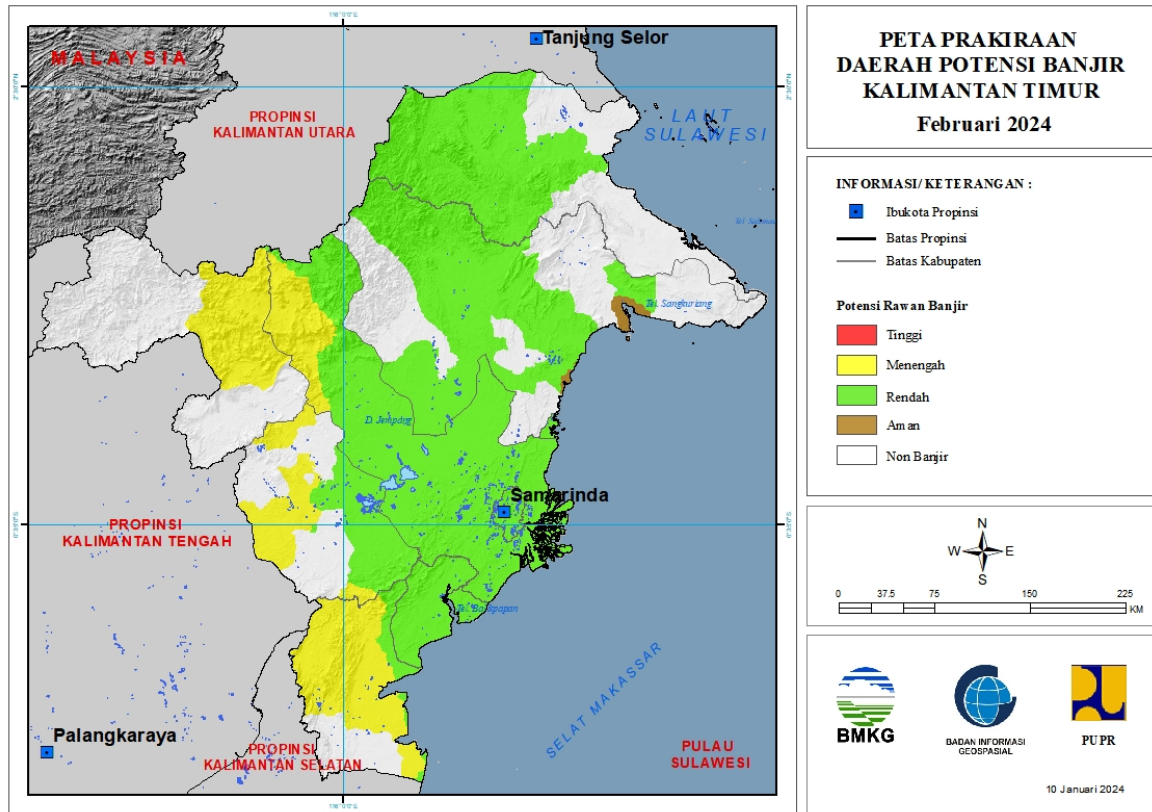 PETA PRAKIRAAN
DAERAH POTENSI BANJIR
KALIMANTAN TIMUR
Februari 2024
INFORMASI/KETERANGAN :
Ibukota Propinsi
Batas Propinsi
Batas Kabupaten
Potensi Rawan Banjir
Tinggi
Menengah
Rendah
Aman
Non Banjir
N
W E
S
0 37.5 75 150 225
KM
BMKG
BADAN INFORMASI
GEOSPASIAL
PUPR
10 Januari 2024
MALAYSIA
Tanjung Selor
PROPINSI
KALIMANTAN UTARA
LAUT
SULAWESI
Tel. Sangkuriang
D. Jempang
Samarinda
PROPINSI
KALIMANTAN TENGAH
Tel. Balikpapan
SELAT MAKASSAR
Palangkaraya
PROPINSI
KALIMANTAN SELATAN
PULAU
SULAWESI